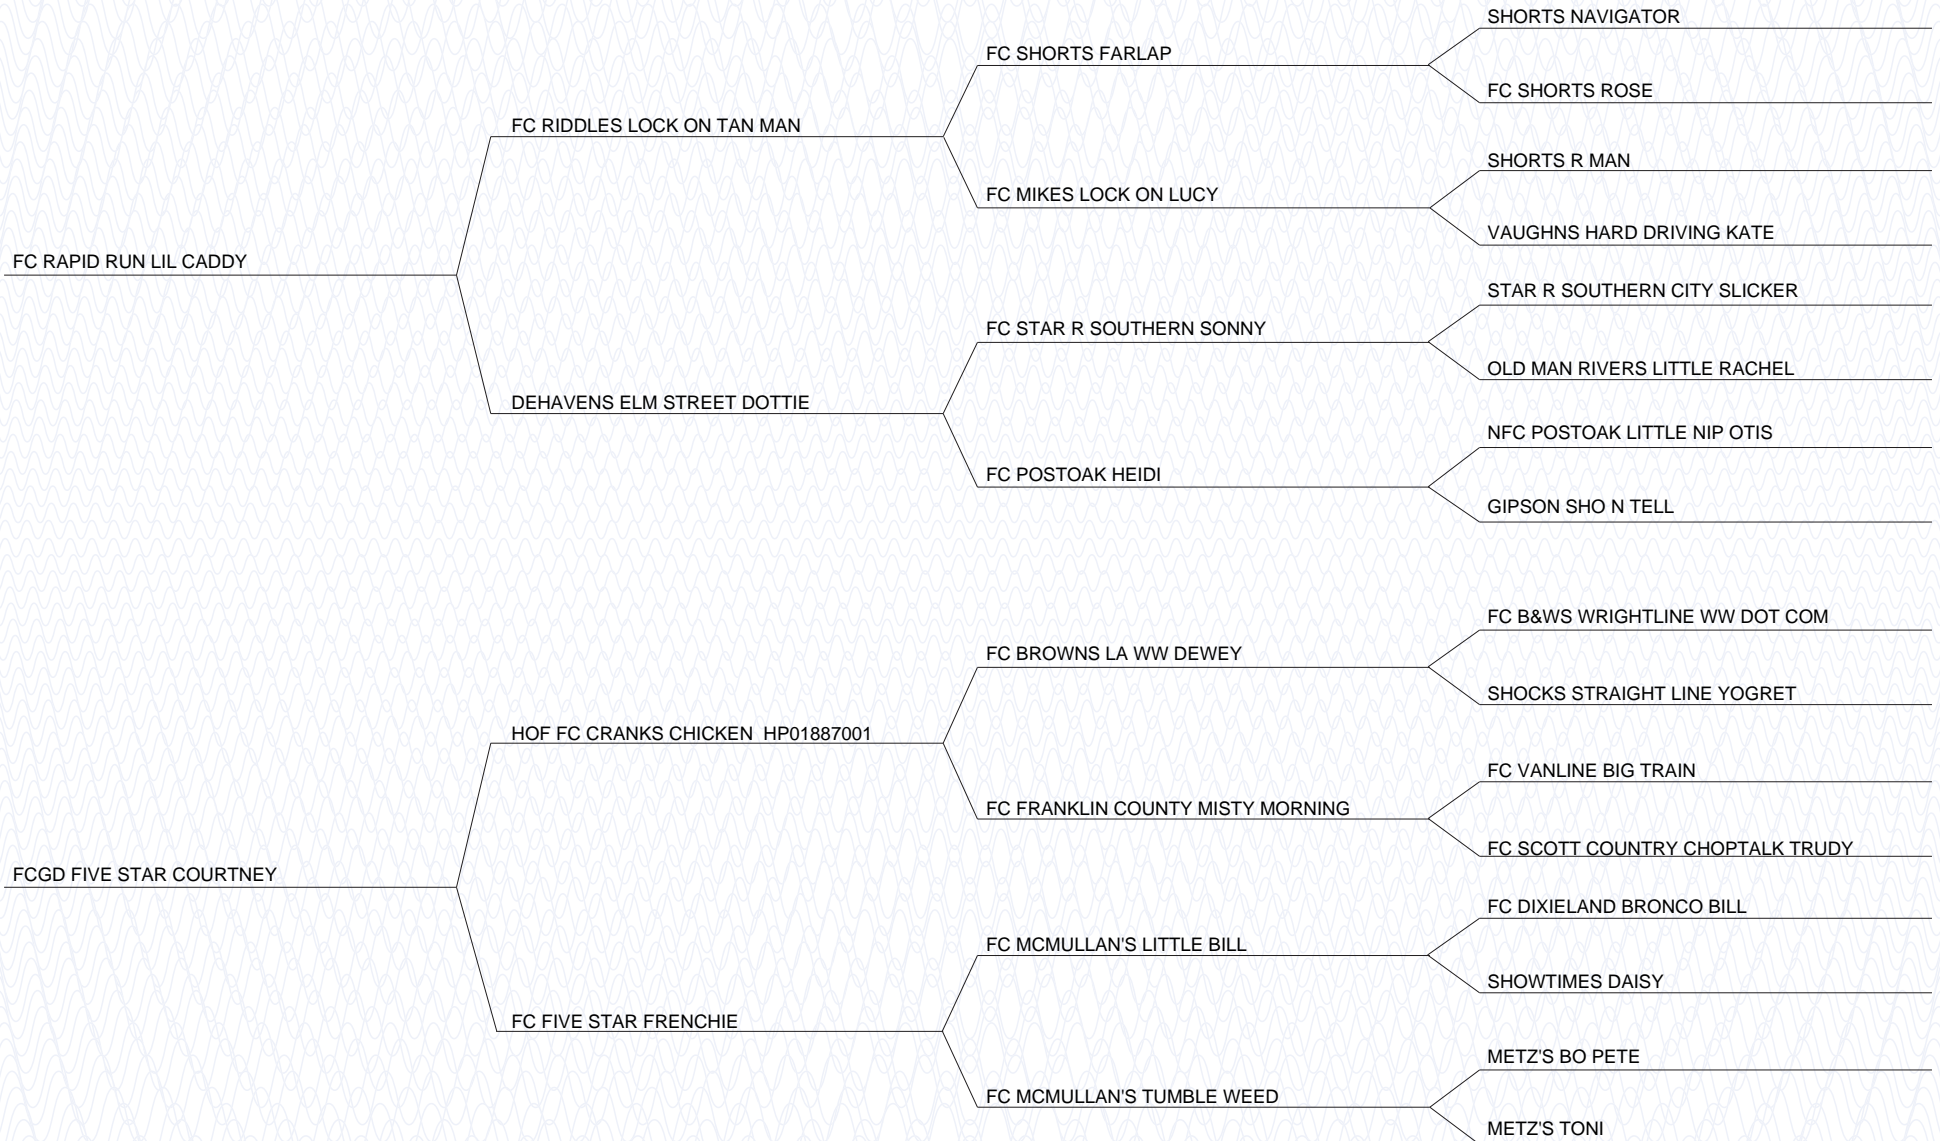 SHORTS NAVIGATOR
FC SHORTS FARLAP
FC SHORTS ROSE
FC RIDDLES LOCK ON TAN MAN
SHORTS R MAN
FC MIKES LOCK ON LUCY
VAUGHNS HARD DRIVING KATE
FC RAPID RUN LIL CADDY
STAR R SOUTHERN CITY SLICKER
FC STAR R SOUTHERN SONNY
OLD MAN RIVERS LITTLE RACHEL
DEHAVENS ELM STREET DOTTIE
NFC POSTOAK LITTLE NIP OTIS
FC POSTOAK HEIDI
GIPSON SHO N TELL
FC B&WS WRIGHTLINE WW DOT COM
FC BROWNS LA WW DEWEY
SHOCKS STRAIGHT LINE YOGRET
HOF FC CRANKS CHICKEN  HP01887001
FC VANLINE BIG TRAIN
FC FRANKLIN COUNTY MISTY MORNING
FC SCOTT COUNTRY CHOPTALK TRUDY
FCGD FIVE STAR COURTNEY
FC DIXIELAND BRONCO BILL
FC MCMULLAN'S LITTLE BILL
SHOWTIMES DAISY
FC FIVE STAR FRENCHIE
METZ'S BO PETE
FC MCMULLAN'S TUMBLE WEED
METZ'S TONI